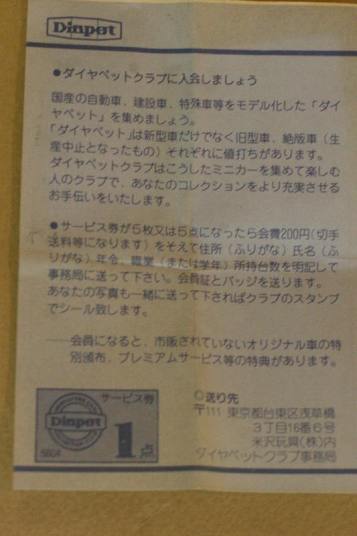 Diapet
●ダイヤペットクラブに入会しましょう
国産の自動車、建設車、特殊車等をモデル化した「ダイ
ヤペット」を集めましょう。
「ダイヤペット」は新型車だけでなく旧型車、絶版車（生
産中止となったもの）それぞれに値打ちがあります。
ダイヤペットクラブはこうしたミニカーを集めて楽しむ
人のクラブで、あなたのコレクションをより充実させる
お手伝いをいたします。
●サービス券が5枚又は5点になったら会費200円（切手
送料等になります）をそえて住所（ふりがな）氏名（ふ
りがな）年令、職業（または学年）所持台数を明記して
事務局に送って下さい。会員証とバッジを送ります。
あなたの写真も一緒に送って下さればクラブのスタンプ
でシール致します。
会員になると、市販されていないオリジナル車の特
別頒布、プレミアムサービス等の特典があります。
サービス券
Diapet
1点
◎送り先
〒111 東京都台東区浅草橋
3丁目16番6号
米沢玩具(株)内
ダイヤペットクラブ事務局